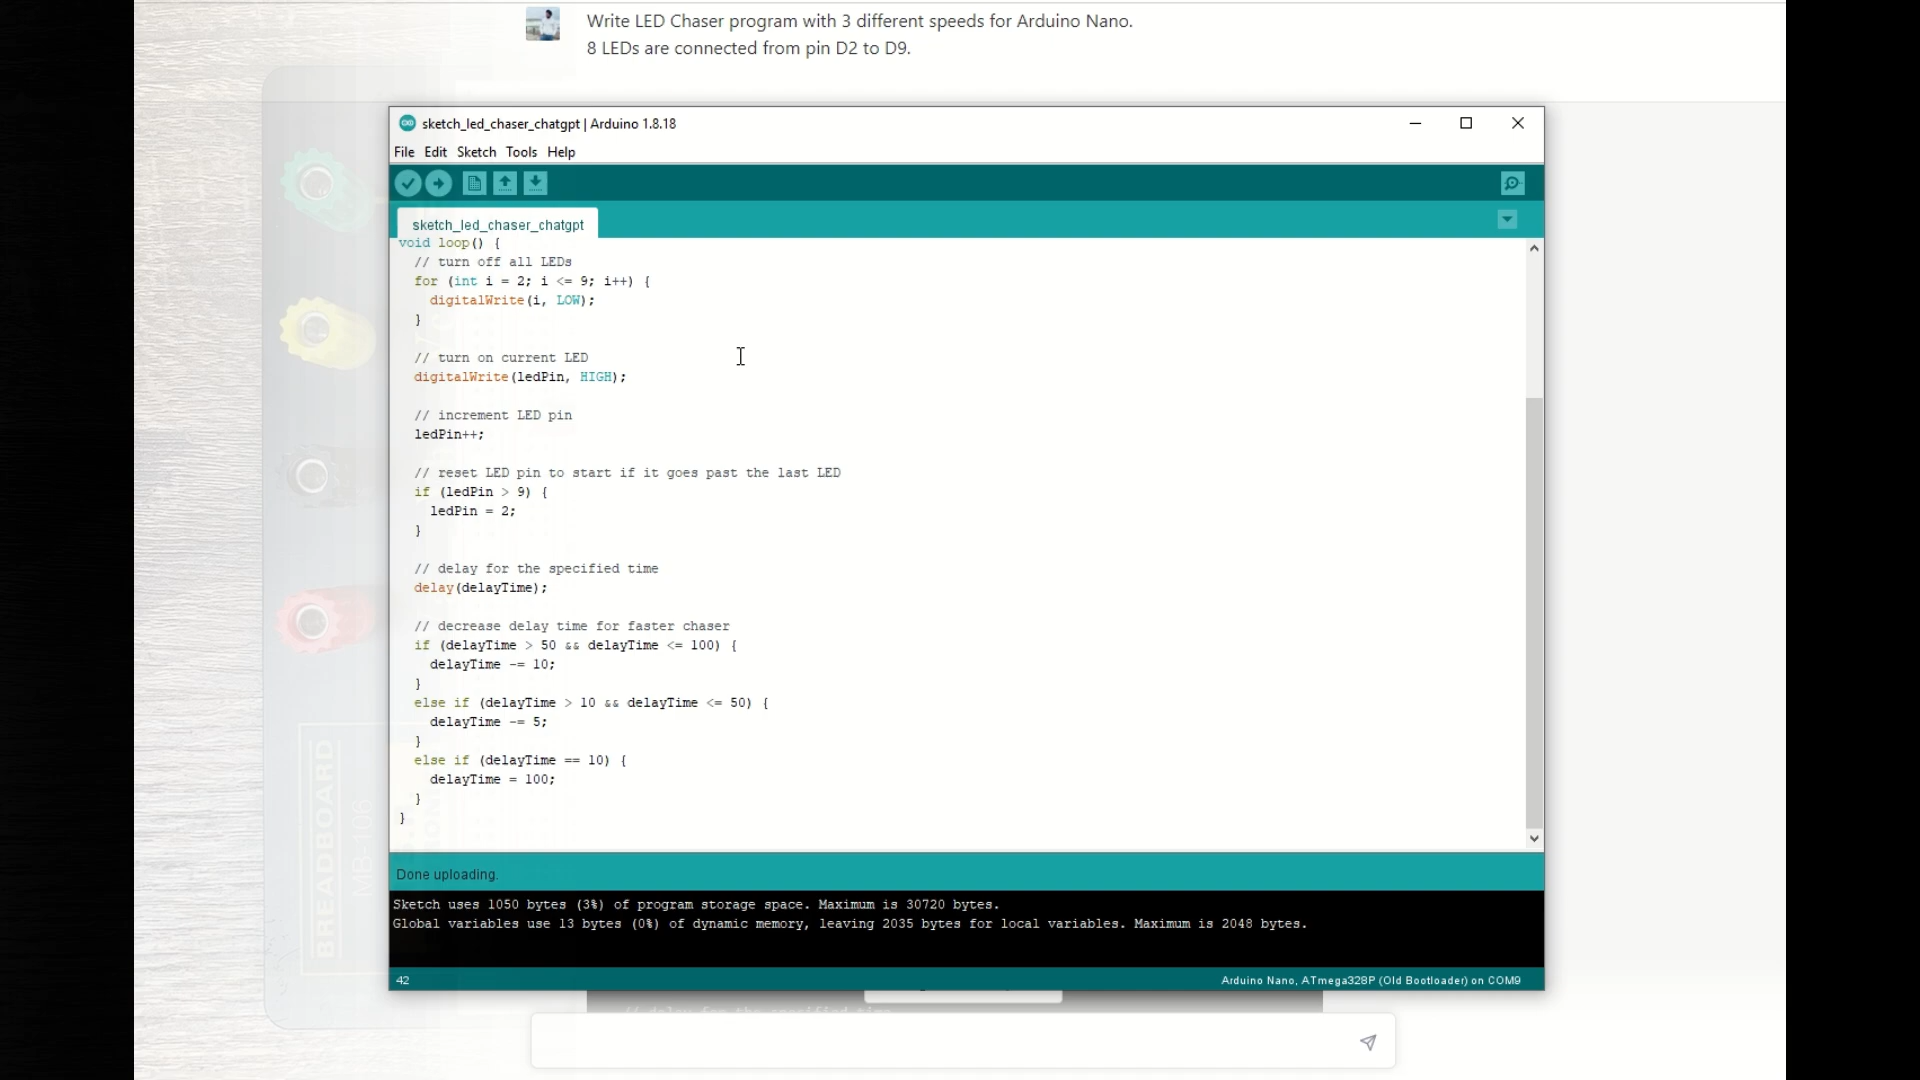 Write LED Chaser program with 3 different speeds for Arduino Nano.
8 LEDs are connected from pin D2 to D9.
sketch_led_chaser_chatgpt | Arduino 1.8.18
File Edit Sketch Tools Help
sketch_led_chaser_chatgpt
void loop() {
// turn off all LEDs
for (int i = 2; i <= 9; i++) {
digitalWrite(i, LOW);
}
// turn on current LED
digitalWrite(ledPin, HIGH);
// increment LED pin
ledPin++;
// reset LED pin to start if it goes past the last LED
if (ledPin > 9) {
ledPin = 2;
}
// delay for the specified time
delay(delayTime);
// decrease delay time for faster chaser
if (delayTime > 50 && delayTime <= 100) {
delayTime -= 10;
}
else if (delayTime > 10 && delayTime <= 50) {
delayTime -= 5;
}
else if (delayTime == 10) {
delayTime = 100;
}
}
BREADBOARD
MB-106
Done uploading.
Sketch uses 1050 bytes (3%) of program storage space. Maximum is 30720 bytes.
Global variables use 13 bytes (0%) of dynamic memory, leaving 2035 bytes for local variables. Maximum is 2048 bytes.
42
Arduino Nano, ATmega328P (Old Bootloader) on COM9
// delay for the specified time